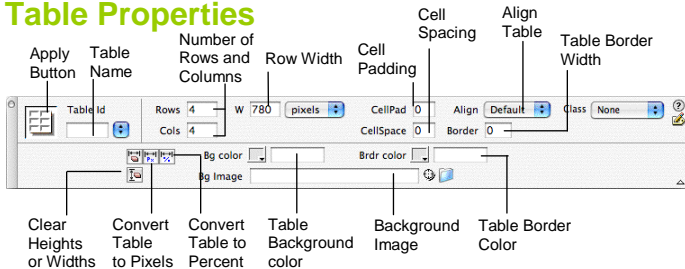 Table Properties
Apply
Button
Table
Name
Number of
Rows and
Columns
Row Width
Cell
Padding
Cell
Spacing
Align
Table
Table Border
Width
Table Id
Rows 4 W 780 pixels CellPad 0 Align Default Class None
Cols 4 CellSpace 0 Border 0
Bg color Brdr color
Bg Image
Clear
Heights
or Widths
Convert
Table
to Pixels
Convert
Table to
Percent
Table
Background
color
Background
Image
Table Border
Color